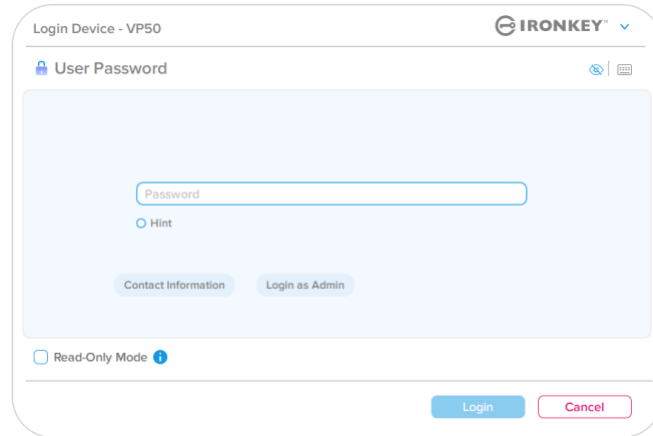 Login Device - VP50
IRONKEY™
User Password
Password
Hint
Contact Information
Login as Admin
Read-Only Mode
Login
Cancel